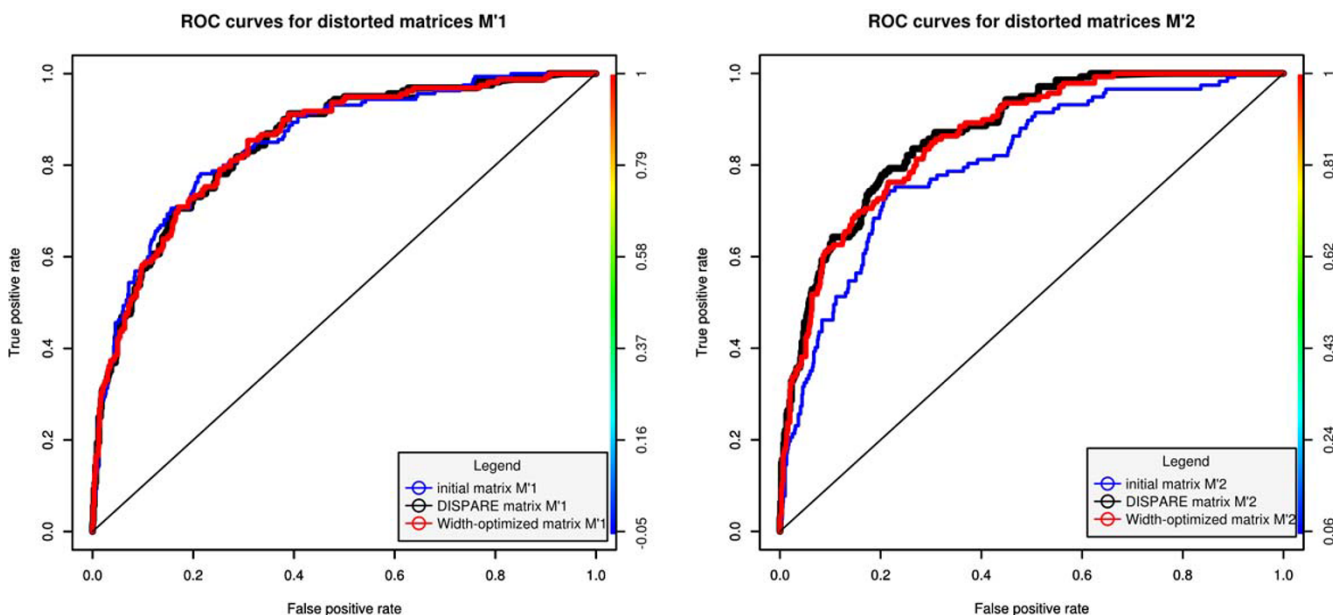 ROC curves for distorted matrices M'1
True positive rate
1.0
0.8
0.6
0.4
0.2
0.0
0.0 0.2 0.4 0.6 0.8 1.0
False positive rate
1
0.79
0.58
0.37
0.16
-0.05
Legend
initial matrix M'1
DISPARE matrix M'1
Width-optimized matrix M'1
ROC curves for distorted matrices M'2
True positive rate
1.0
0.8
0.6
0.4
0.2
0.0
0.0 0.2 0.4 0.6 0.8 1.0
False positive rate
1
0.81
0.62
0.43
0.24
0.06
Legend
initial matrix M'2
DISPARE matrix M'2
Width-optimized matrix M'2